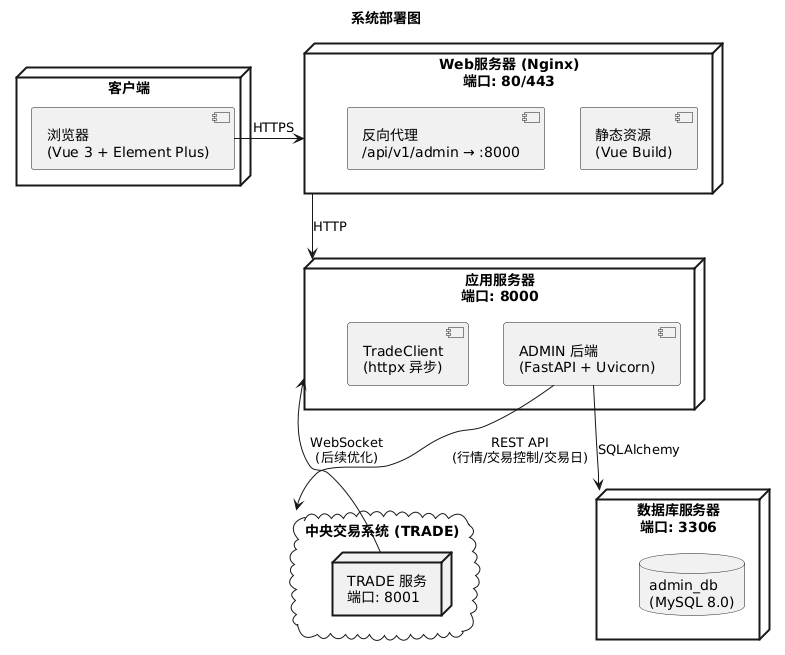 系统部署图
客户端
浏览器
(Vue 3 + Element Plus)
HTTPS
Web服务器 (Nginx)
端口: 80/443
反向代理
/api/v1/admin → :8000
静态资源
(Vue Build)
HTTP
应用服务器
端口: 8000
TradeClient
(httpx 异步)
ADMIN 后端
(FastAPI + Uvicorn)
WebSocket
(后续优化)
REST API
(行情/交易控制/交易日)
SQLAlchemy
中央交易系统 (TRADE)
TRADE 服务
端口: 8001
数据库服务器
端口: 3306
admin_db
(MySQL 8.0)